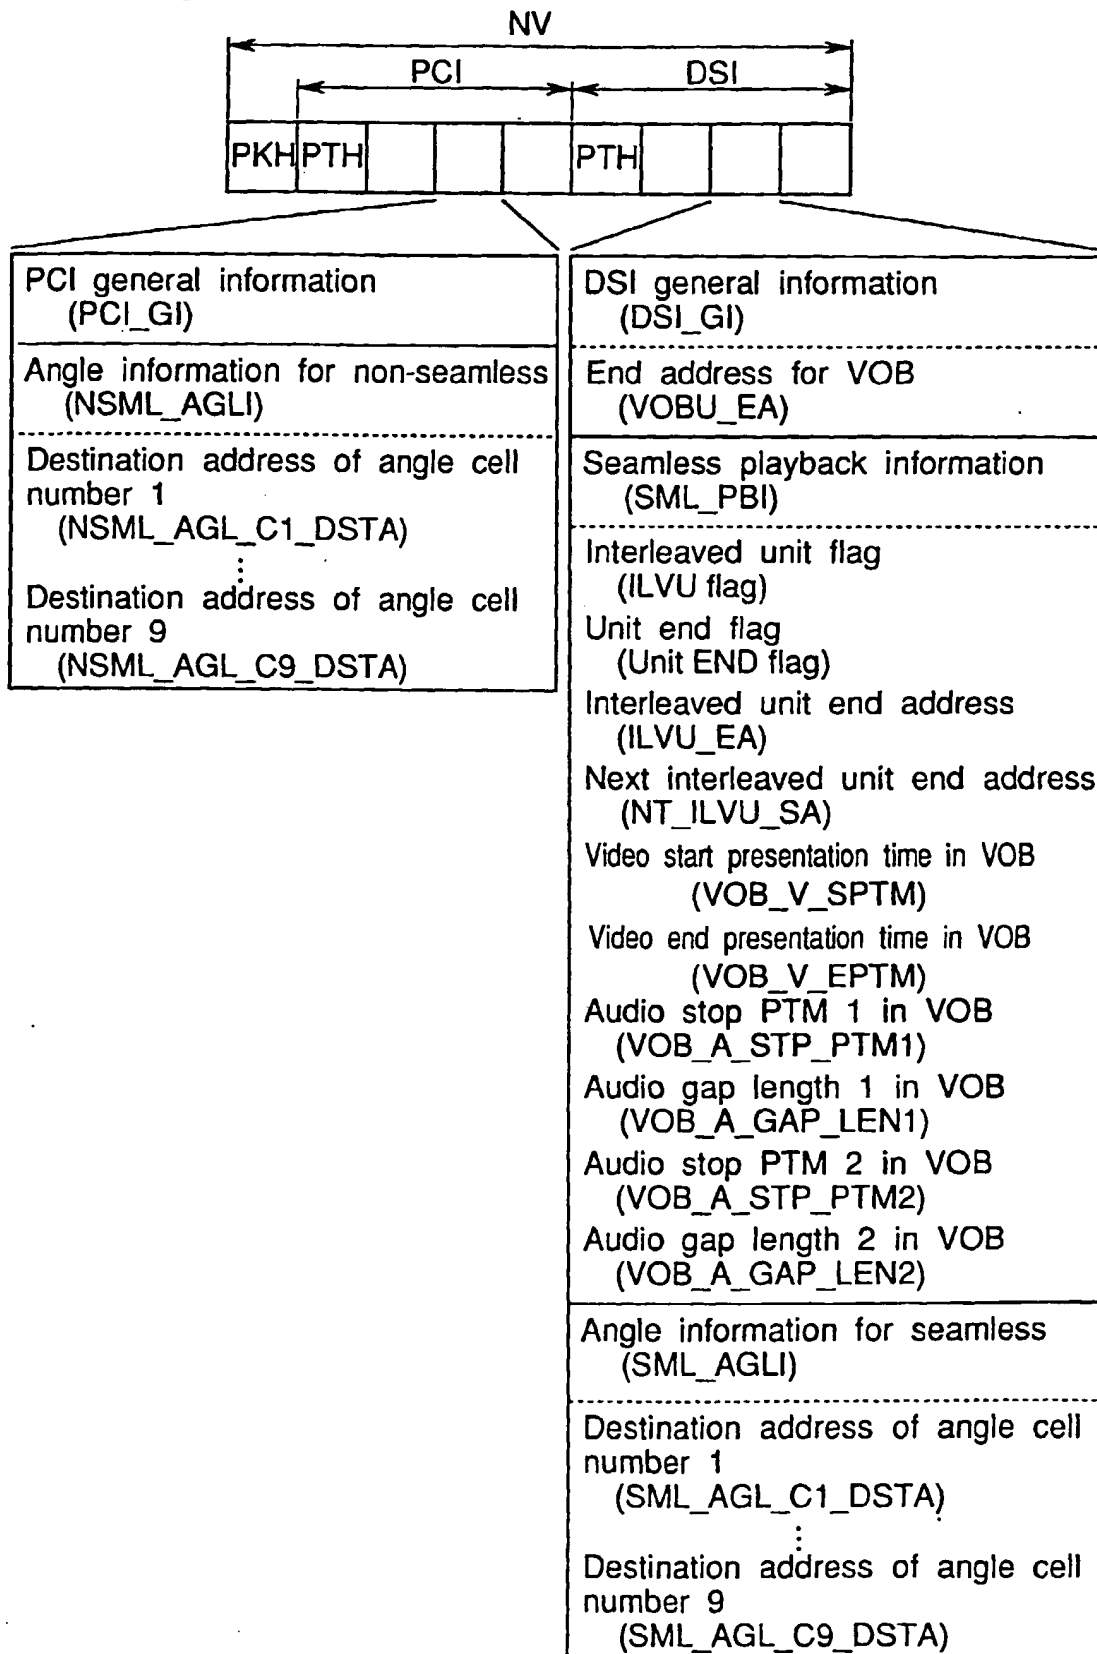 NV
PCI
DSI
PKH PTH PTH
PCI general information
(PCI_GI)
Angle information for non-seamless
(NSML_AGLI)
Destination address of angle cell
number 1
(NSML_AGL_C1_DSTA)
⋮
Destination address of angle cell
number 9
(NSML_AGL_C9_DSTA)
DSI general information
(DSI_GI)
End address for VOB
(VOBU_EA)
Seamless playback information
(SML_PBI)
Interleaved unit flag
(ILVU flag)
Unit end flag
(Unit END flag)
Interleaved unit end address
(ILVU_EA)
Next interleaved unit end address
(NT_ILVU_SA)
Video start presentation time in VOB
(VOB_V_SPTM)
Video end presentation time in VOB
(VOB_V_EPTM)
Audio stop PTM 1 in VOB
(VOB_A_STP_PTM1)
Audio gap length 1 in VOB
(VOB_A_GAP_LEN1)
Audio stop PTM 2 in VOB
(VOB_A_STP_PTM2)
Audio gap length 2 in VOB
(VOB_A_GAP_LEN2)
Angle information for seamless
(SML_AGLI)
Destination address of angle cell
number 1
(SML_AGL_C1_DSTA)
⋮
Destination address of angle cell
number 9
(SML_AGL_C9_DSTA)